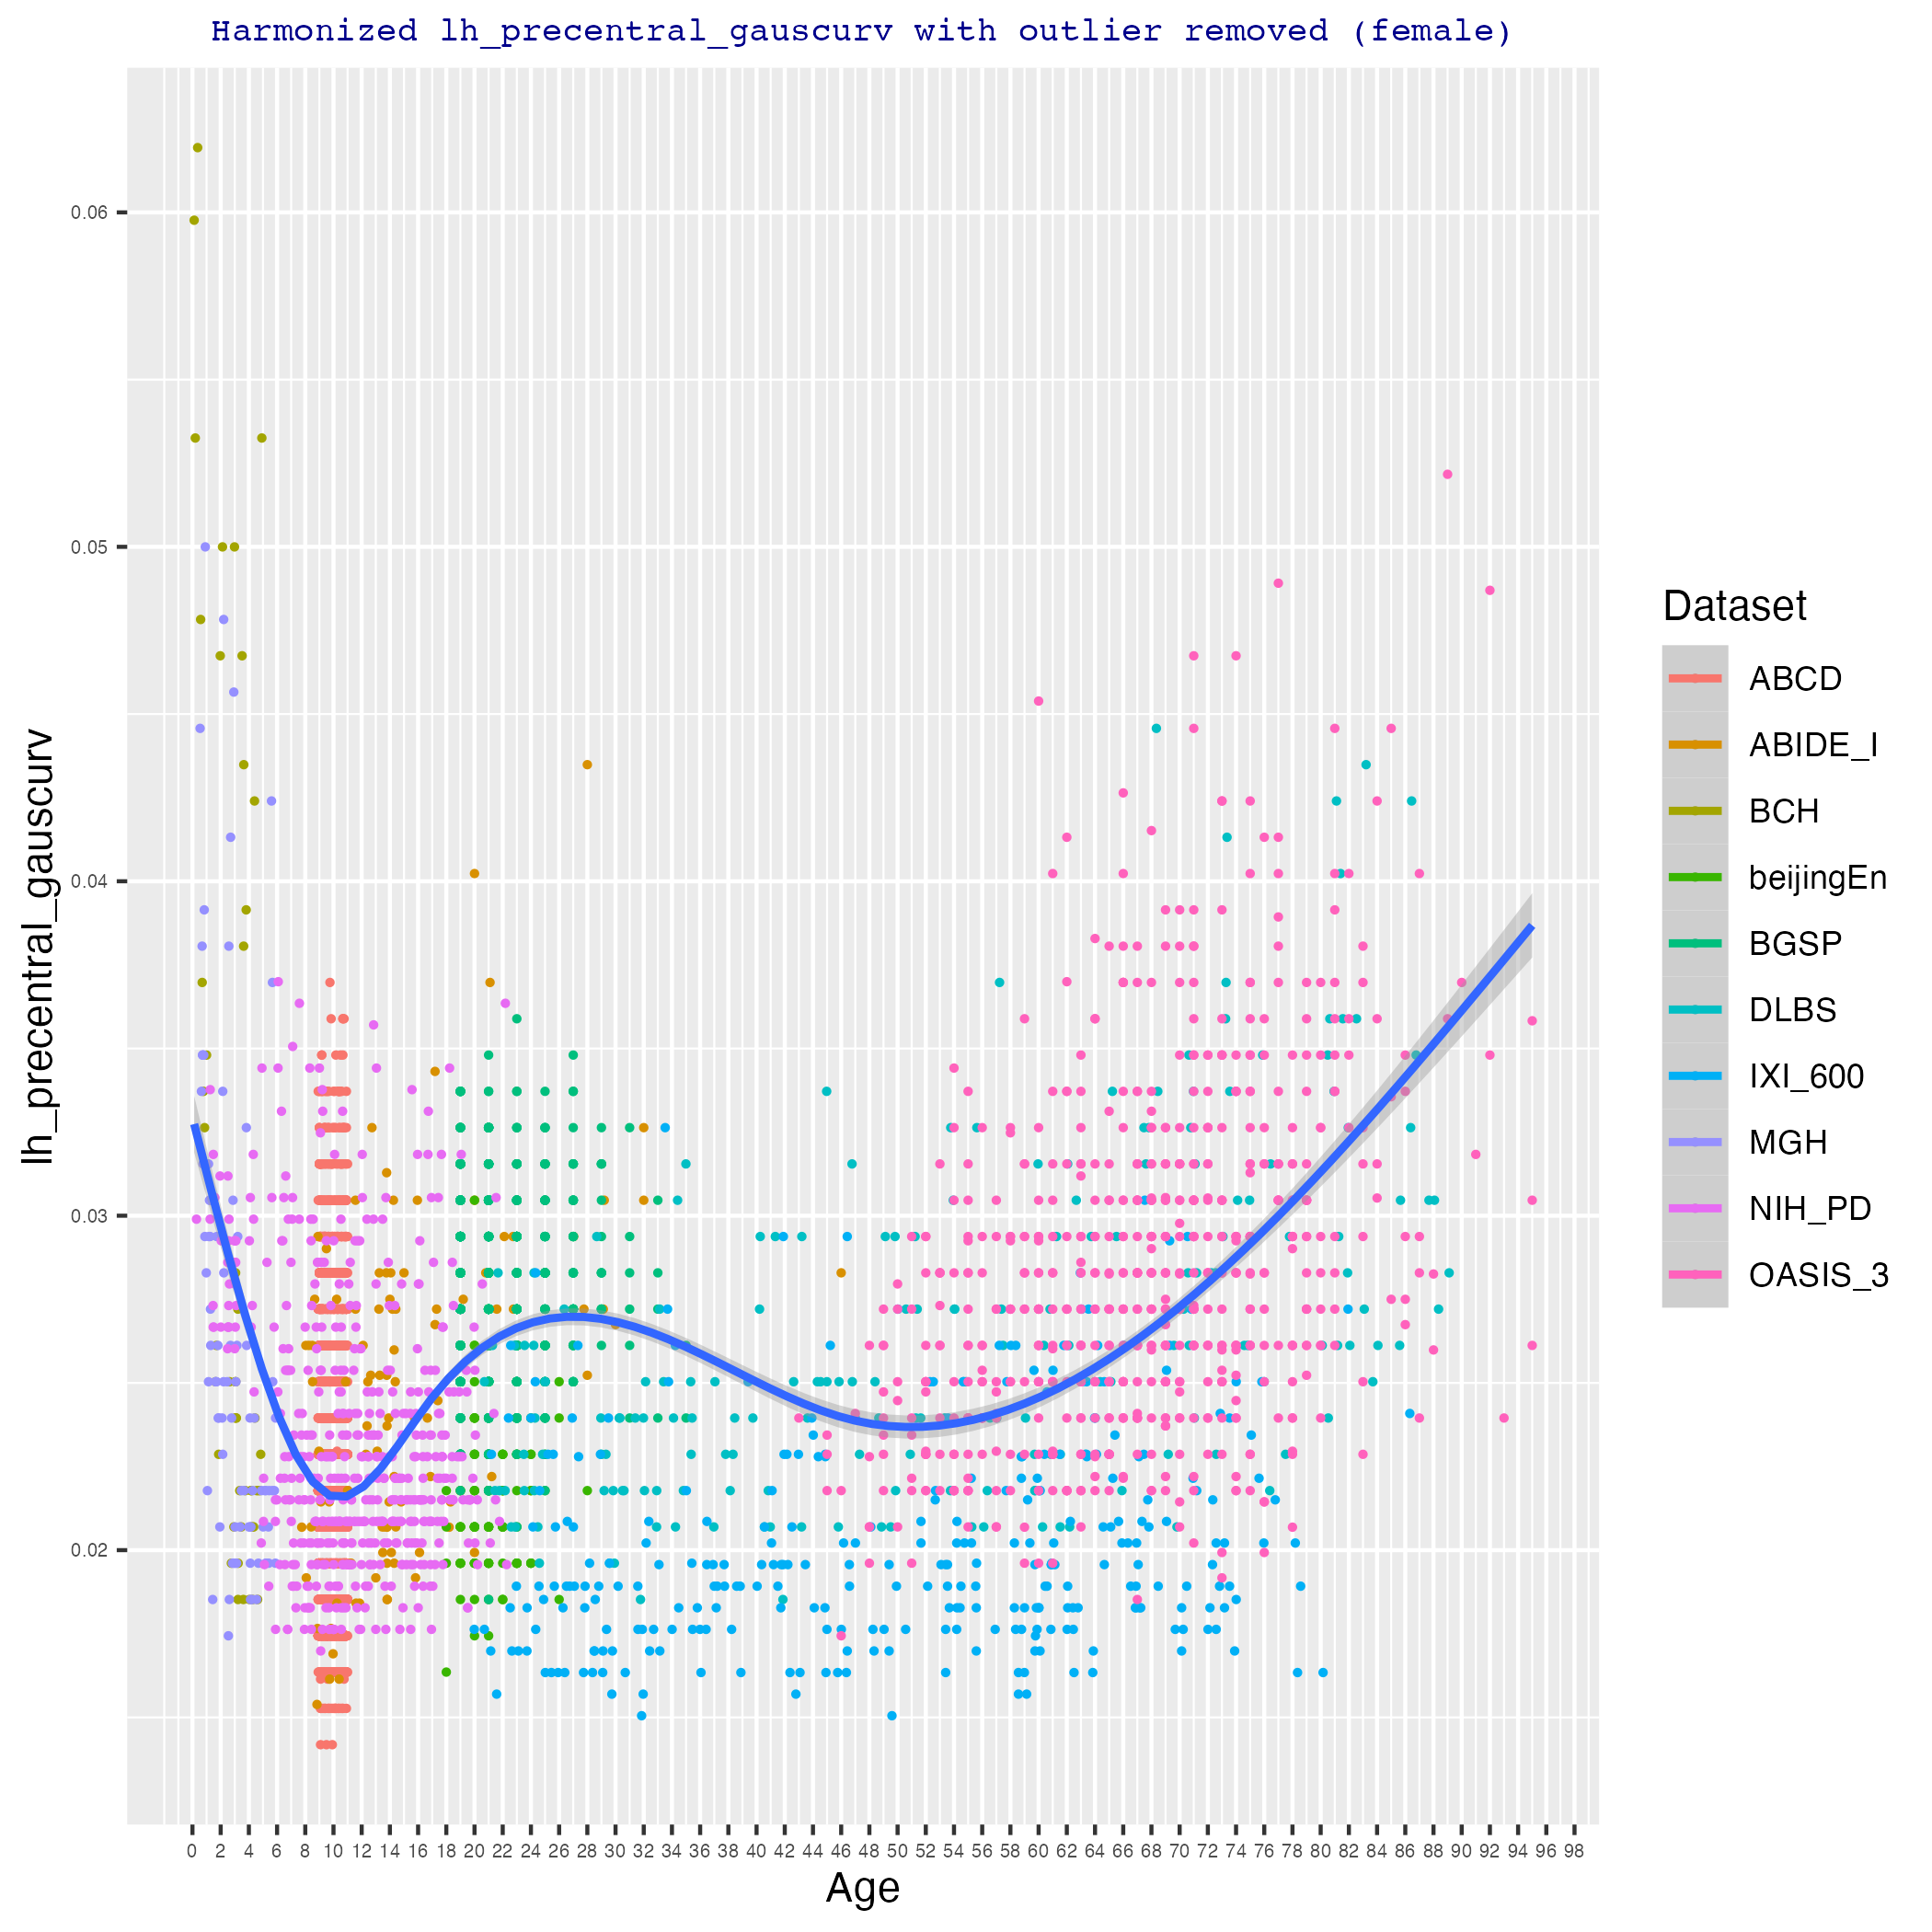 Harmonized lh_precentral_gauscurv with outlier removed (female)
lh_precentral_gauscurv
0.06
0.05
0.04
0.03
0.02
0 2 4 6 8 10 12 14 16 18 20 22 24 26 28 30 32 34 36 38 40 42 44 46 48 50 52 54 56 58 60 62 64 66 68 70 72 74 76 78 80 82 84 86 88 90 92 94 96 98
Age
Dataset
ABCD
ABIDE_I
BCH
beijingEn
BGSP
DLBS
IXI_600
MGH
NIH_PD
OASIS_3